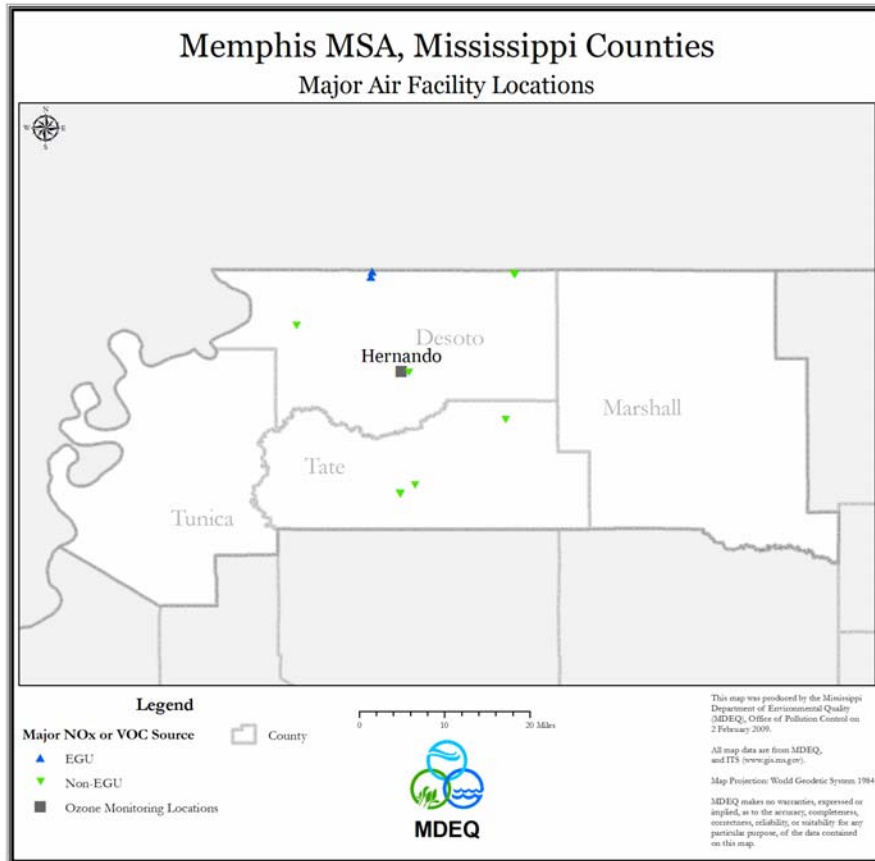 Memphis MSA, Mississippi Counties
Major Air Facility Locations
N
W E
S
Desoto
Hernando
Marshall
Tate
Tunica
Legend
Major NOx or VOC Source
County
EGU
Non-EGU
Ozone Monitoring Locations
0 10 20 Miles
MDEQ
This map was produced by the Mississippi
Department of Environmental Quality
(MDEQ), Office of Pollution Control on
2 February 2009.
All map data are from MDEQ,
and ITS (www.gis.ms.gov).
Map Projection: World Geodetic System 1984
MDEQ makes no warranties, expressed or
implied, as to the accuracy, completeness,
correctness, reliability, or suitability for any
particular purpose, of the data contained
on this map.